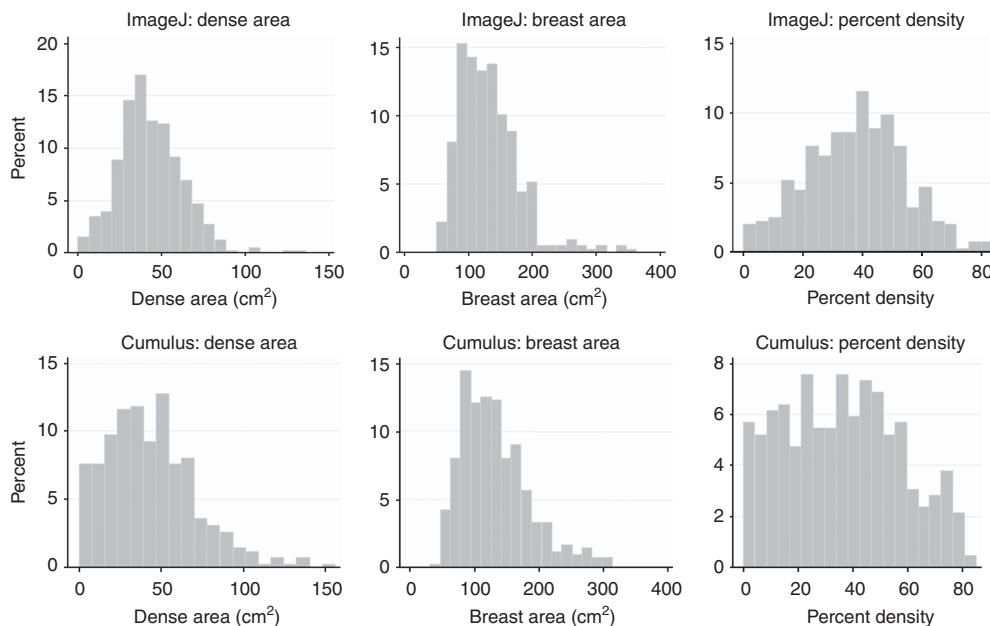 ImageJ: dense area
ImageJ: breast area
ImageJ: percent density
Percent
20
15
10
5
0
0 50 100 150
Dense area (cm²)
15
10
5
0
0 100 200 300 400
Breast area (cm²)
15
10
5
0
0 20 40 60 80
Percent density
Cumulus: dense area
Cumulus: breast area
Cumulus: percent density
Percent
15
10
5
0
0 50 100 150
Dense area (cm²)
15
10
5
0
0 100 200 300 400
Breast area (cm²)
8
6
4
2
0
0 20 40 60 80
Percent density